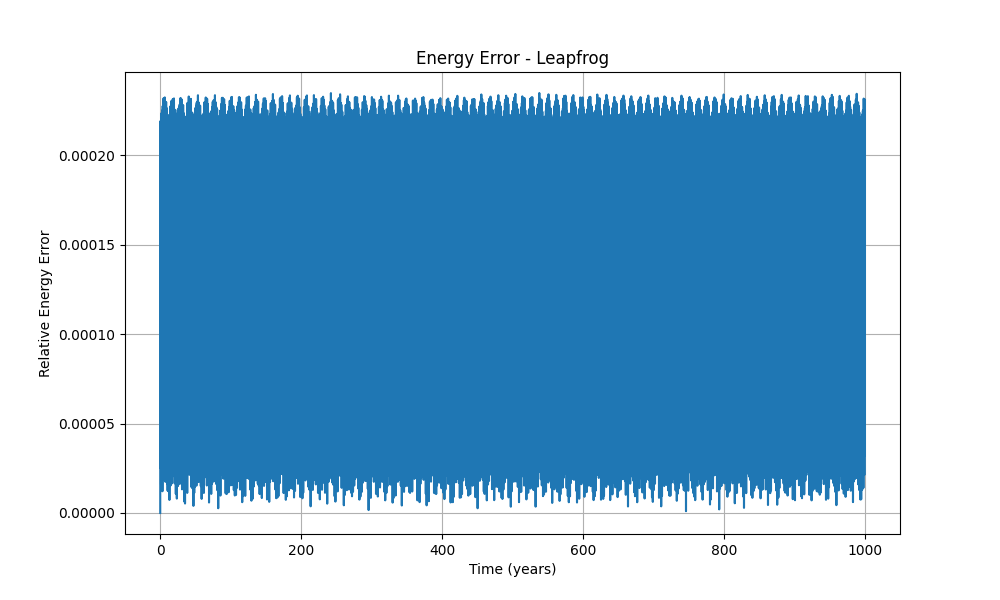 Energy Error - Leapfrog
Relative Energy Error
0.00020
0.00015
0.00010
0.00005
0.00000
0 200 400 600 800 1000
Time (years)